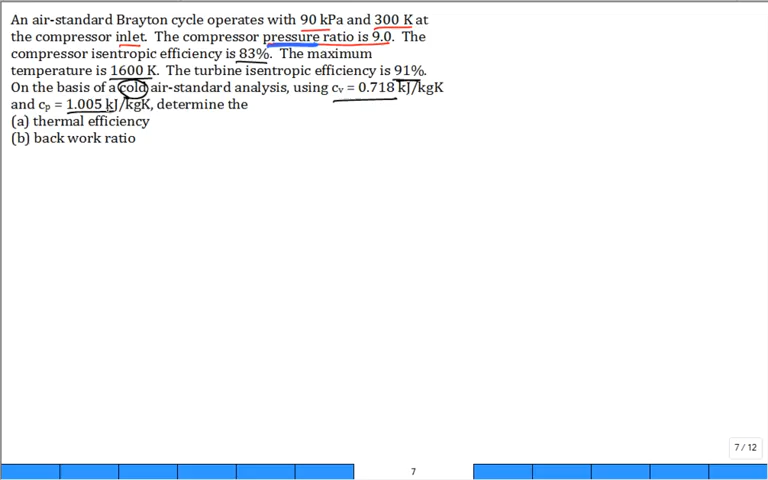 An air-standard Brayton cycle operates with 90 kPa and 300 K at
the compressor inlet. The compressor pressure ratio is 9.0. The
compressor isentropic efficiency is 83%. The maximum
temperature is 1600 K. The turbine isentropic efficiency is 91%.
On the basis of a cold air-standard analysis, using cᵥ = 0.718 kJ/kgK
and cₚ = 1.005 kJ/kgK, determine the
(a) thermal efficiency
(b) back work ratio
7 / 12
7